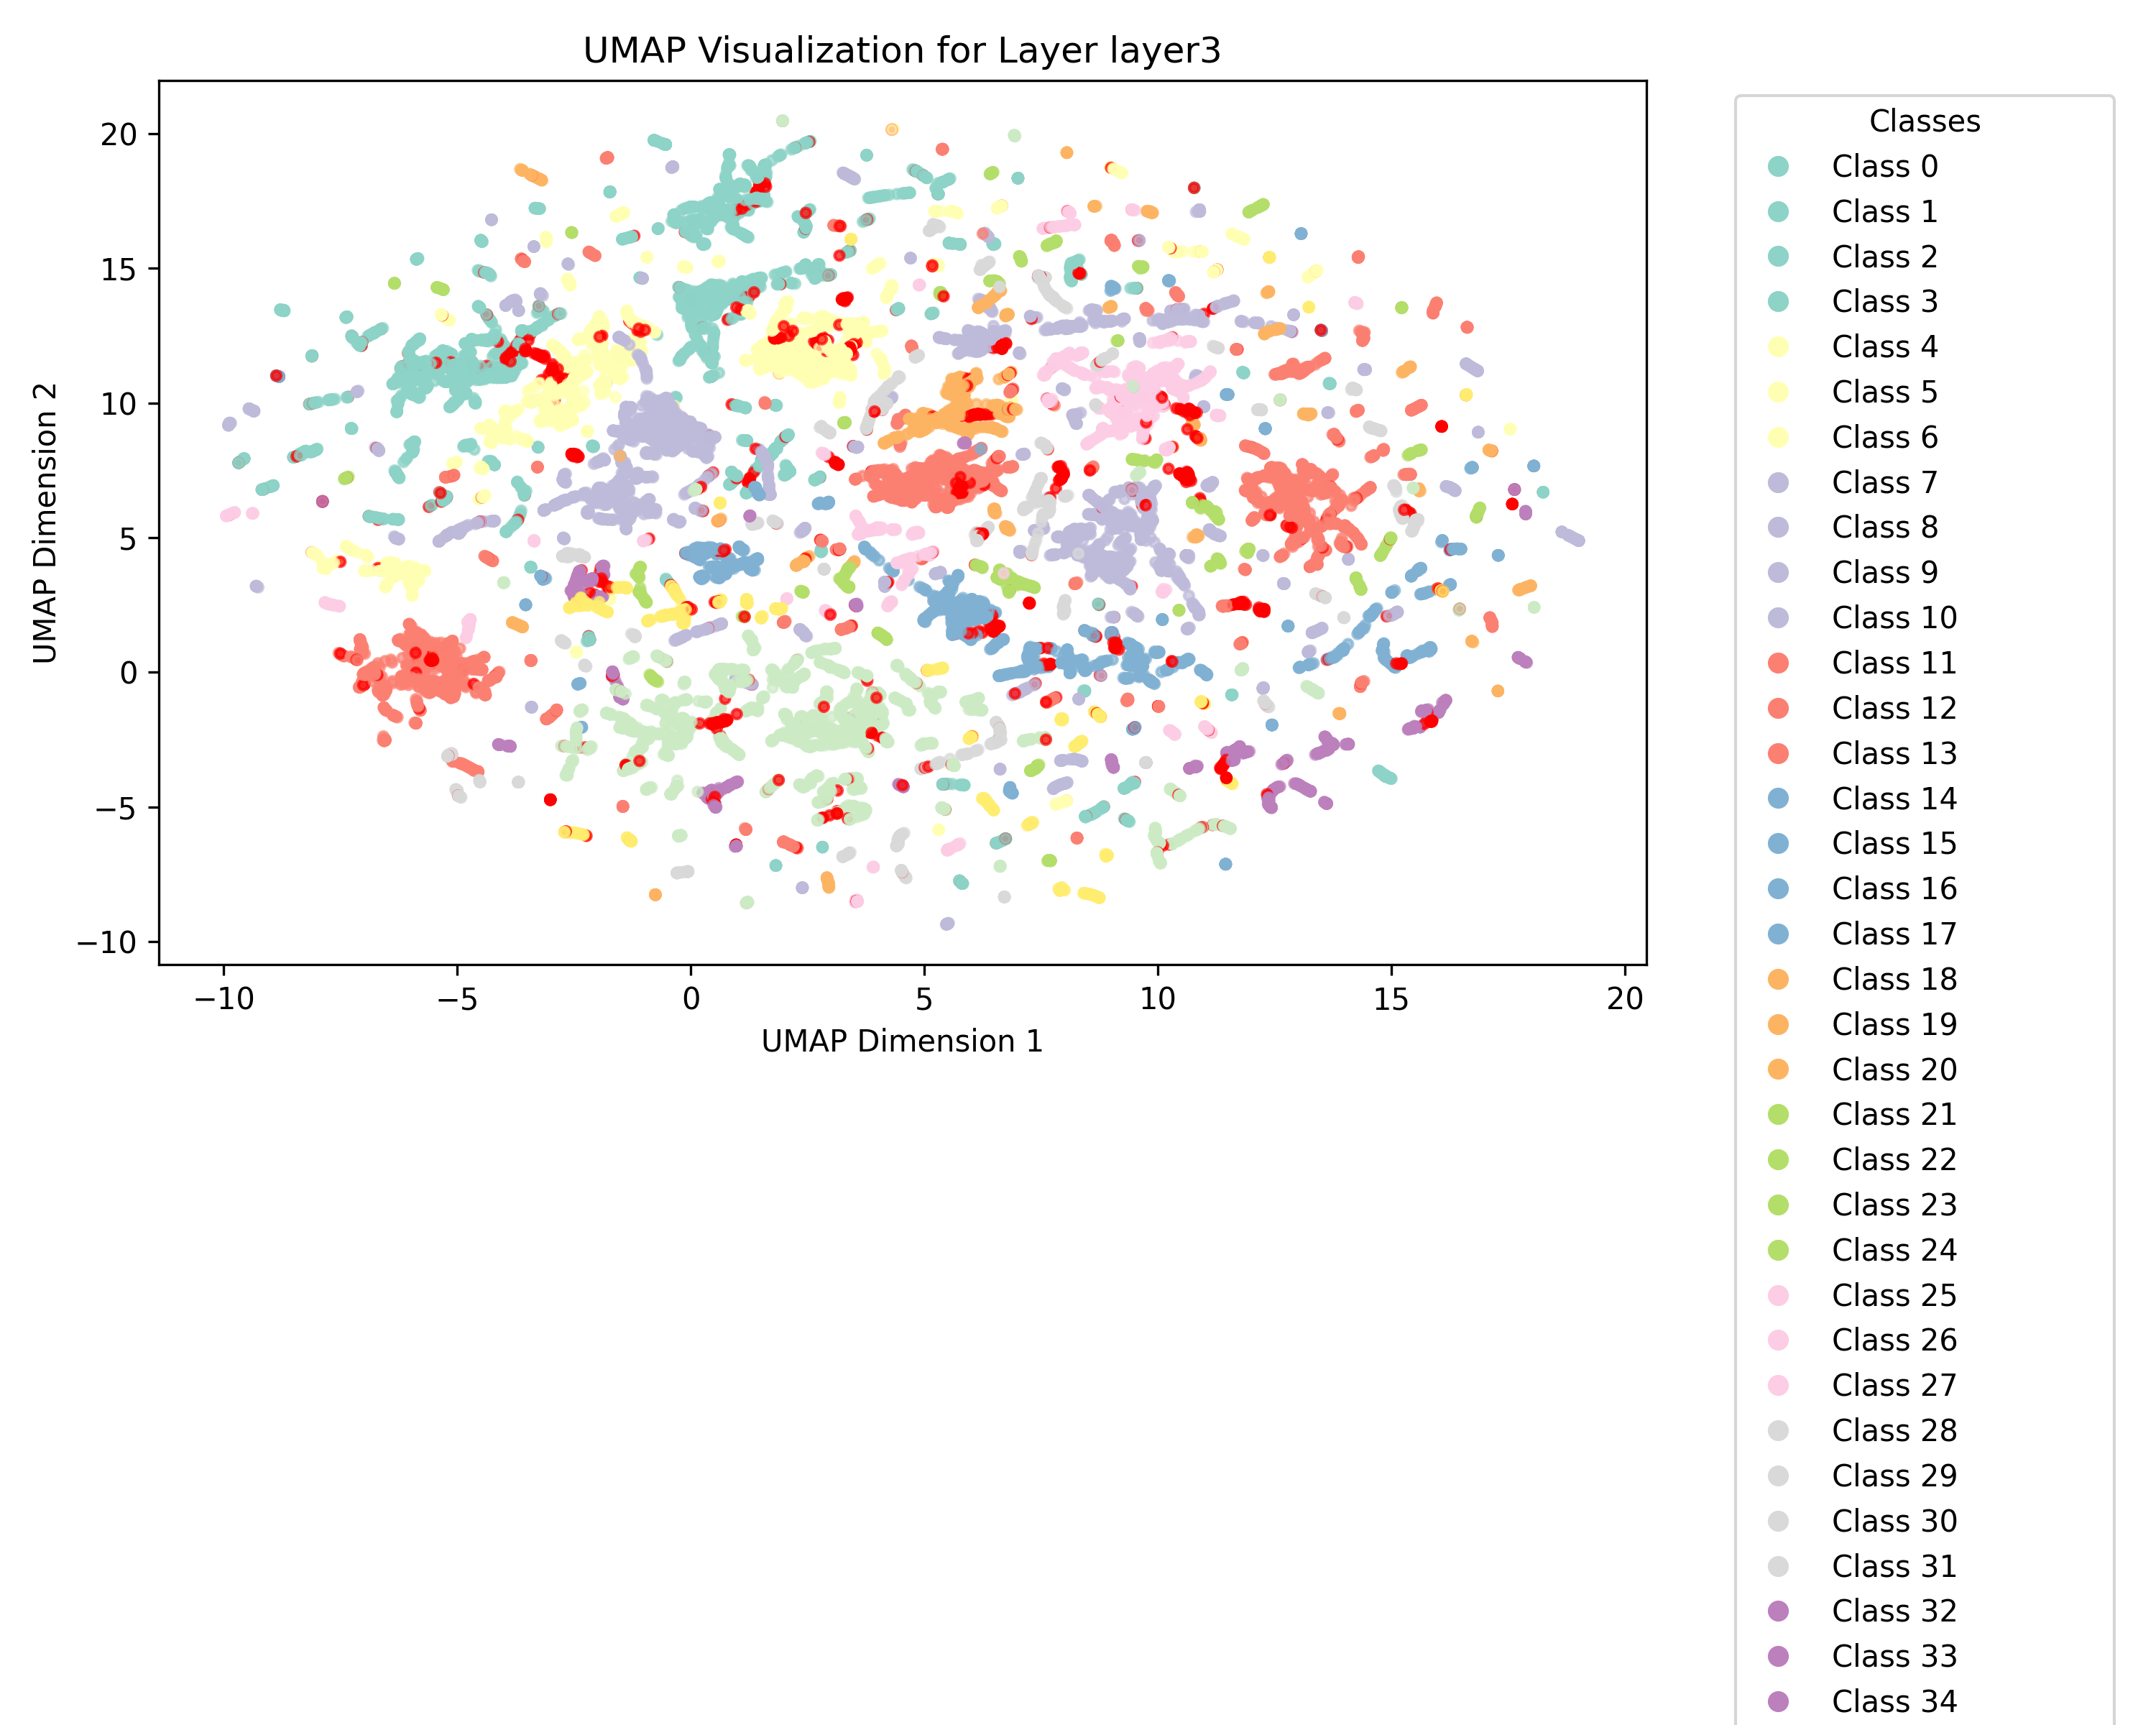 UMAP Visualization for Layer layer3
20
15
10
5
0
−5
−10
UMAP Dimension 2
−10 −5 0 5 10 15 20
UMAP Dimension 1
Classes
Class 0
Class 1
Class 2
Class 3
Class 4
Class 5
Class 6
Class 7
Class 8
Class 9
Class 10
Class 11
Class 12
Class 13
Class 14
Class 15
Class 16
Class 17
Class 18
Class 19
Class 20
Class 21
Class 22
Class 23
Class 24
Class 25
Class 26
Class 27
Class 28
Class 29
Class 30
Class 31
Class 32
Class 33
Class 34